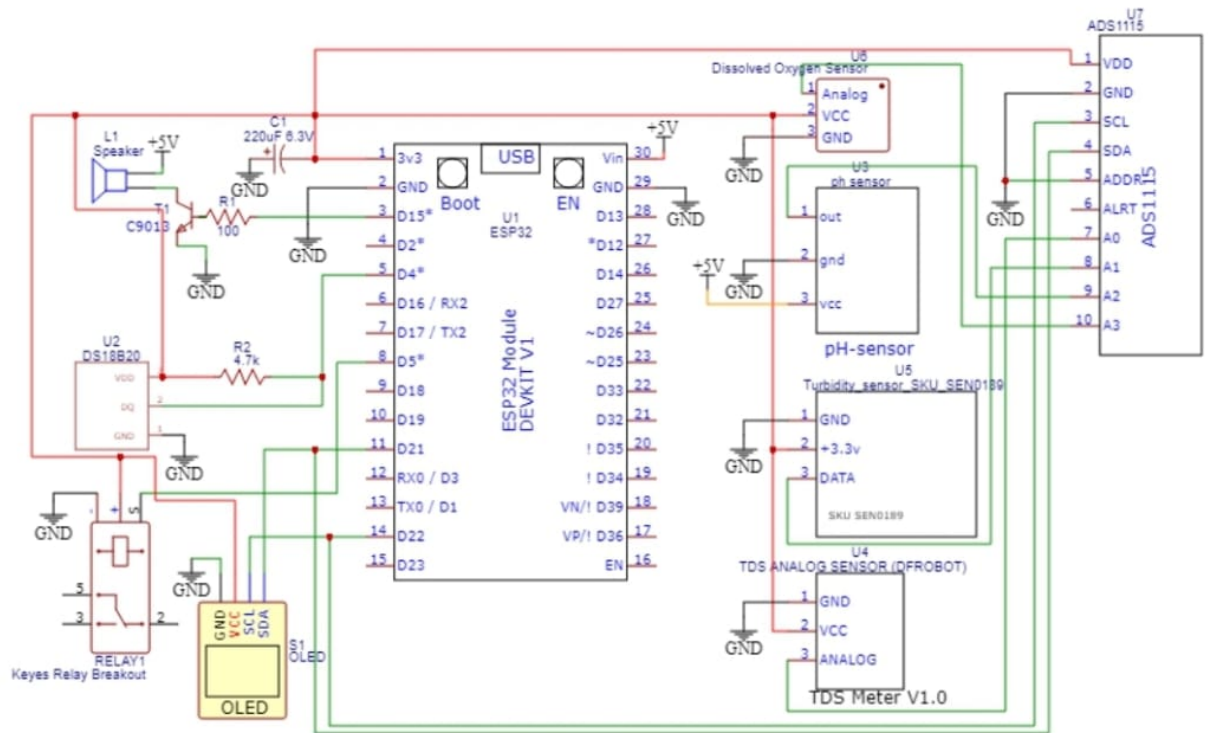 U7
ADS1115
1 VDD
2 GND
3 SCL
4 SDA
5 ADDR
6 ALRT
7 A0
8 A1
9 A2
10 A3
ADS1115
GND
U6
Dissolved Oxygen Sensor
1 Analog
2 VCC
3 GND
GND
U3
ph sensor
1 out
2 gnd
3 vcc
+5V
GND
pH-sensor
U5
Turbidity_sensor_SKU_SEN0189
1 GND
2 +3.3v
3 DATA
SKU SEN0189
GND
U4
TDS ANALOG SENSOR (DFROBOT)
1 GND
2 VCC
3 ANALOG
GND
TDS Meter V1.0
L1
Speaker
+5V
C1
220uF 6.3V
+
GND
T1
C9013
R1
100
GND
GND
USB
Boot
EN
U1
ESP32
ESP32 Module
DEVKIT V1
1 3v3
2 GND
3 D15*
4 D2*
5 D4*
6 D16 / RX2
7 D17 / TX2
8 D5*
9 D18
10 D19
11 D21
12 RX0 / D3
13 TX0 / D1
14 D22
15 D23
Vin 30
GND 29
D13 28
*D12 27
D14 26
D27 25
~D26 24
~D25 23
D33 22
D32 21
! D35 20
! D34 19
VN/! D39 18
VP/! D36 17
EN 16
+5V
GND
U2
DS18B20
VDD
DQ 2
GND 1
R2
4.7k
GND
GND
- + S
5
3
2
RELAY1
Keyes Relay Breakout
GND
GND
VCC
SCL
SDA
S1
OLED
OLED